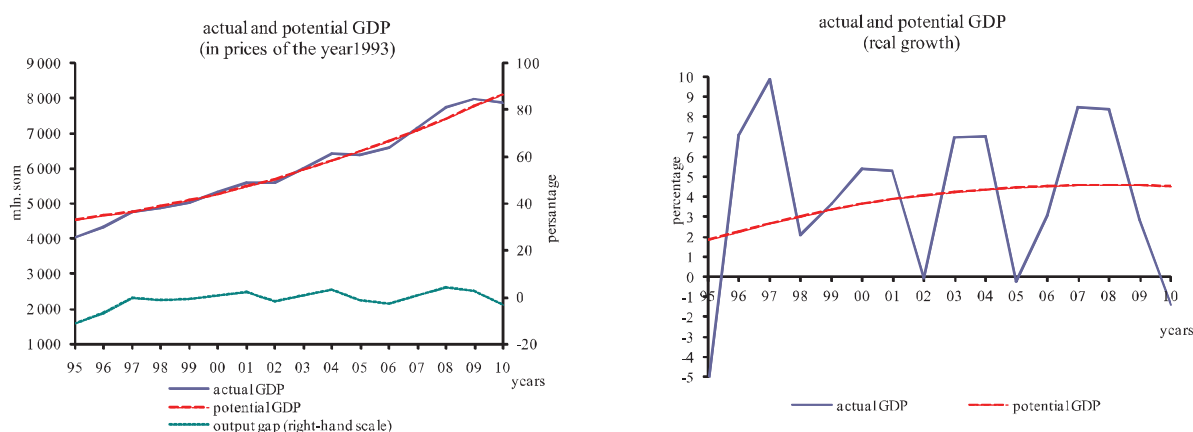 actual and potential GDP
(in prices of the year1993)
9 000
8 000
7 000
6 000
5 000
4 000
3 000
2 000
1 000
mln. som
100
80
60
40
20
0
-20
persantage
95 96 97 98 99 00 01 02 03 04 05 06 07 08 09 10
years
actual GDP
potential GDP
output gap (right-hand scale)
actual and potential GDP
(real growth)
10
9
8
7
6
5
4
3
2
1
0
-1
-2
-3
-4
-5
percentage
95 96 97 98 99 00 01 02 03 04 05 06 07 08 09 10
years
actual GDP
potential GDP